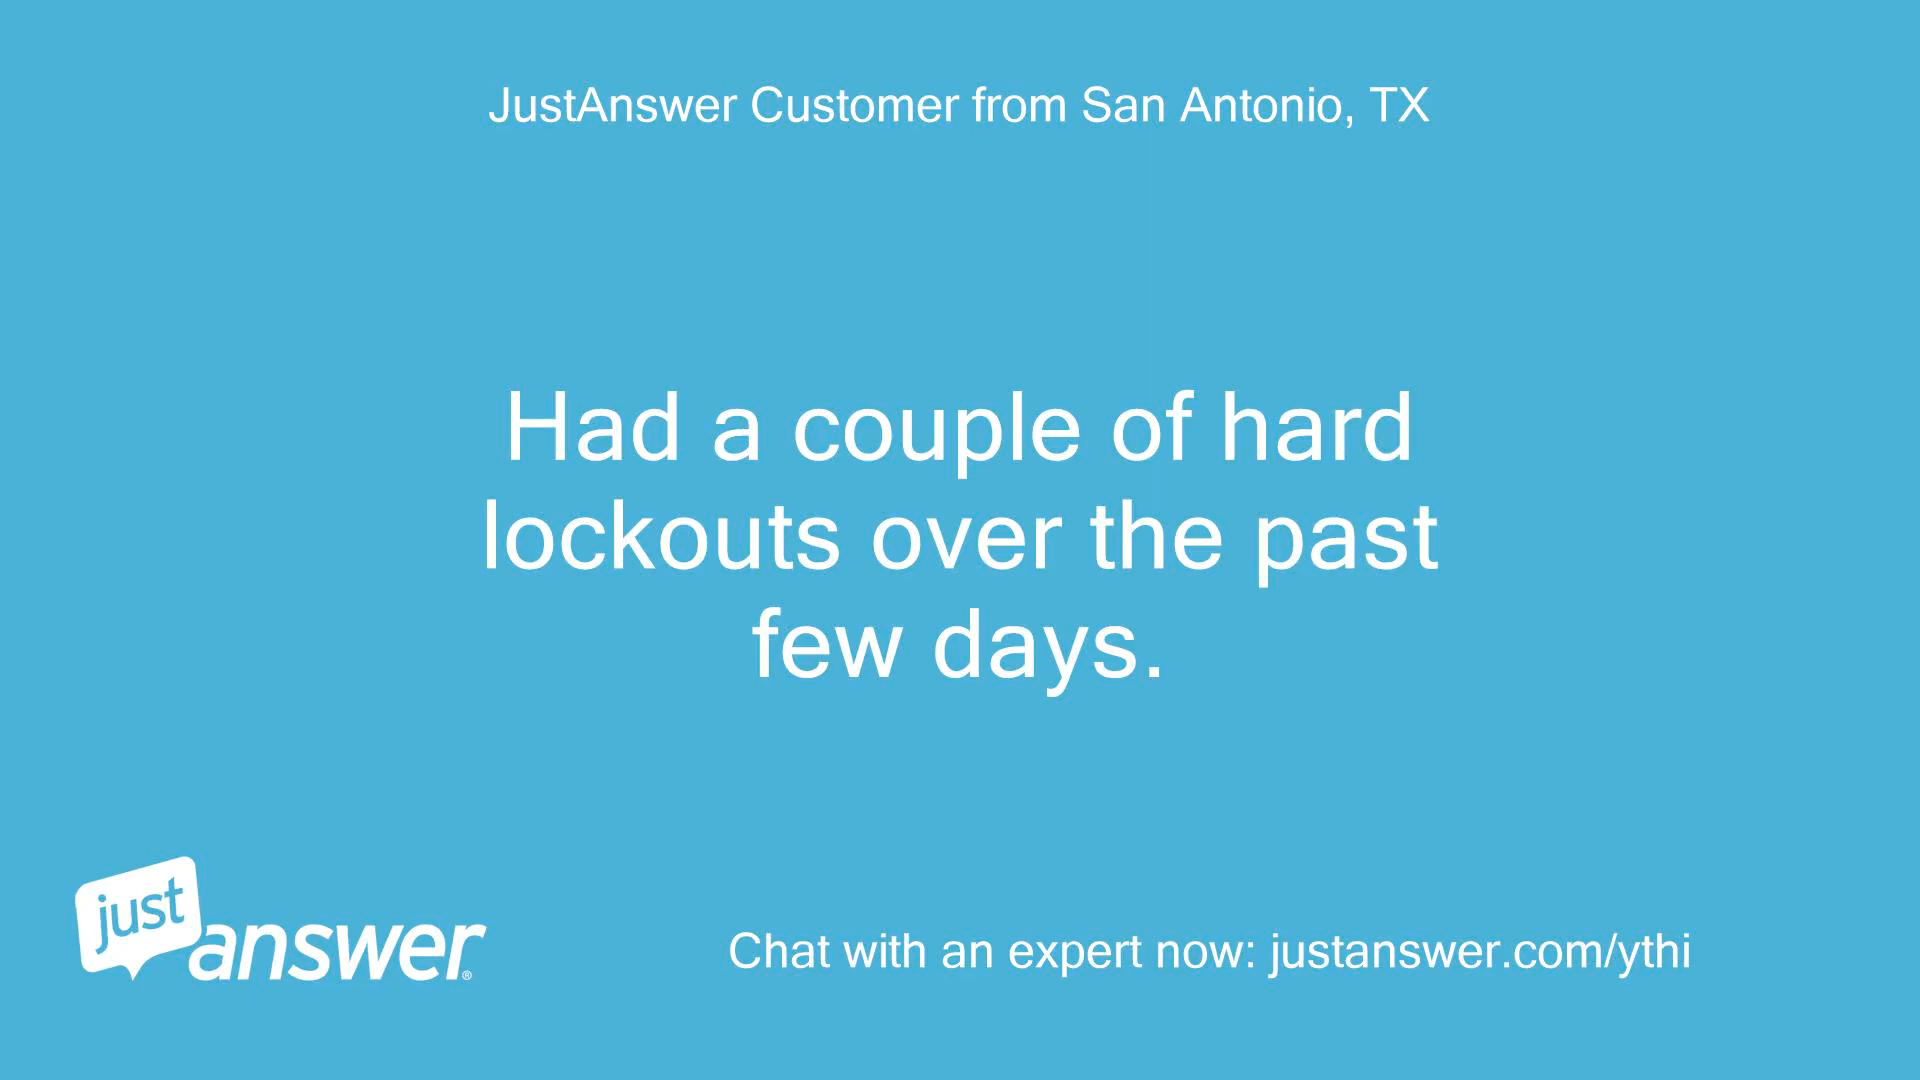 JustAnswer Customer from San Antonio, TX
Had a couple of hard
lockouts over the past
few days.
just
answer®
Chat with an expert now: justanswer.com/ythi